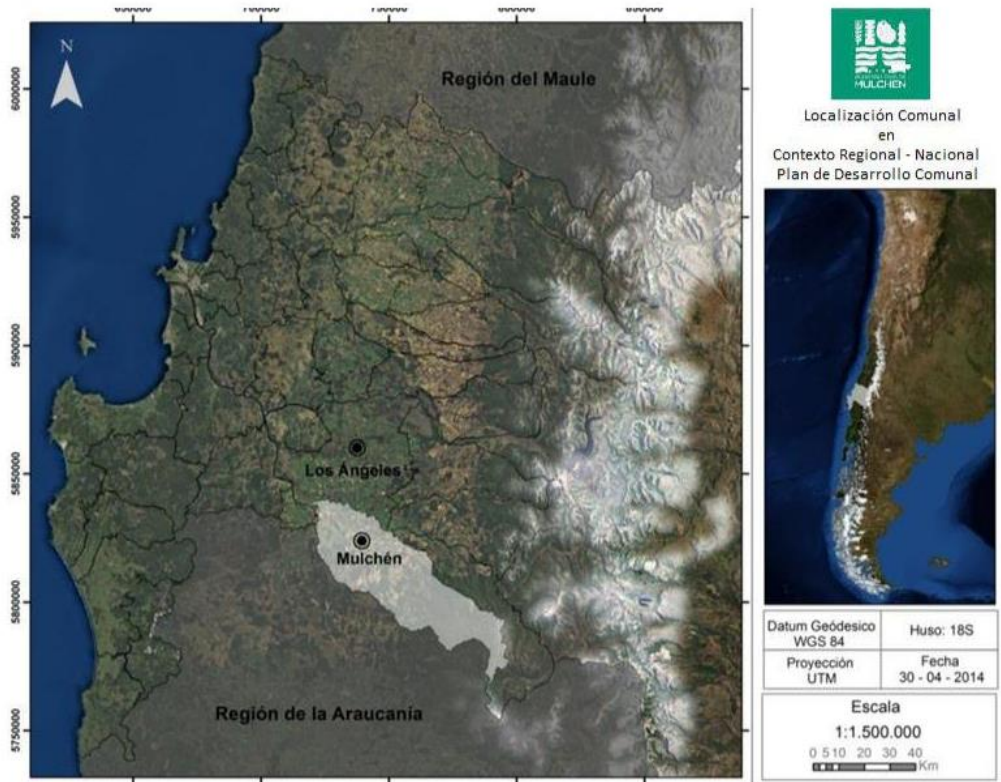 N
Región del Maule
Los Ángeles
Mulchén
Región de la Araucanía
6000000
5950000
5900000
5850000
5800000
5750000
MULCHEN
Localización Comunal
en
Contexto Regional - Nacional
Plan de Desarrollo Comunal
Datum Geodésico
WGS 84
Huso: 18S
Proyección
UTM
Fecha
30 - 04 - 2014
Escala
1:1.500.000
0 5 10 20 30 40
Km